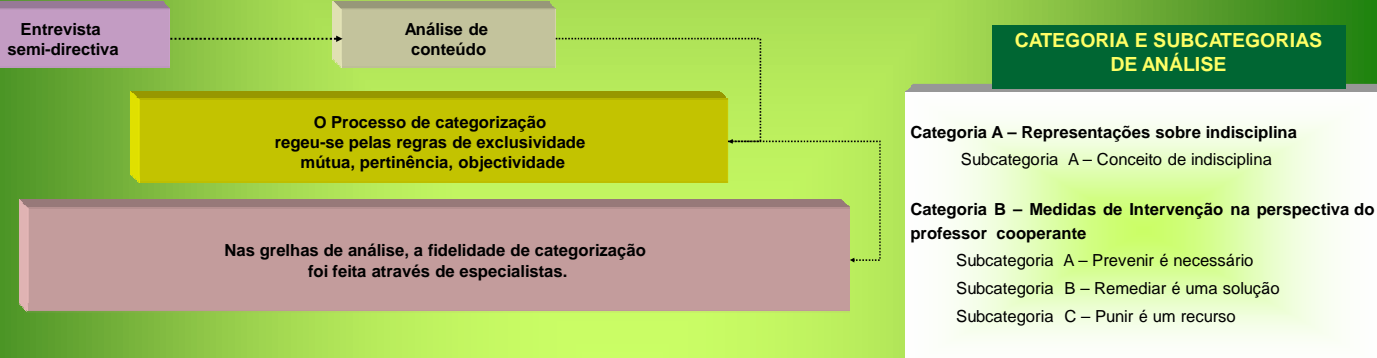 Entrevista
semi-directiva
Análise de
conteúdo
O Processo de categorização
regeu-se pelas regras de exclusividade
mútua, pertinência, objectividade
Nas grelhas de análise, a fidelidade de categorização
foi feita através de especialistas.
CATEGORIA E SUBCATEGORIAS
DE ANÁLISE
Categoria A – Representações sobre indisciplina
Subcategoria A – Conceito de indisciplina
Categoria B – Medidas de Intervenção na perspectiva do
professor cooperante
Subcategoria A – Prevenir é necessário
Subcategoria B – Remediar é uma solução
Subcategoria C – Punir é um recurso